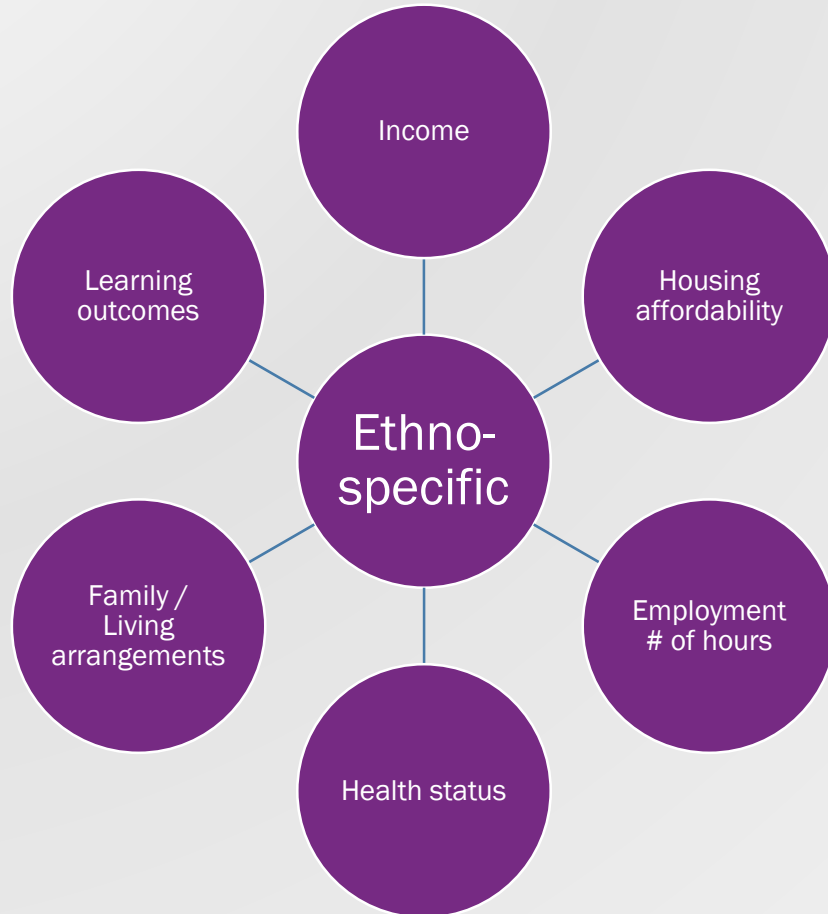 Income
Learning
outcomes
Housing
affordability
Ethno-
specific
Family /
Living
arrangements
Employment
# of hours
Health status